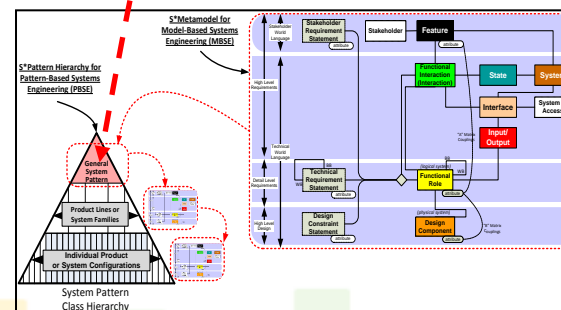 S*Metamodel for
Model-Based Systems
Engineering (MBSE)
S*Pattern Hierarchy for
Pattern-Based Systems
Engineering (PBSE)
General
System
Pattern
Product Lines or
System Families
Individual Product
or System Configurations
System Pattern
Class Hierarchy
Stakeholder
World
Language
High Level
Requirements
Technical
World
Language
Detail Level
Requirements
High Level
Design
Stakeholder
Requirement
Statement
attribute
Stakeholder
Feature
attribute
Functional
Interaction
(Interaction)
State
System
Interface
System
Access
Input/
Output
"A" Matrix
Couplings
BB
WB
Technical
Requirement
Statement
attribute
(logical system)
BB
WB
Functional
Role
attribute
Design
Constraint
Statement
attribute
(physical system)
Design
Component
attribute
"B" Matrix
Couplings